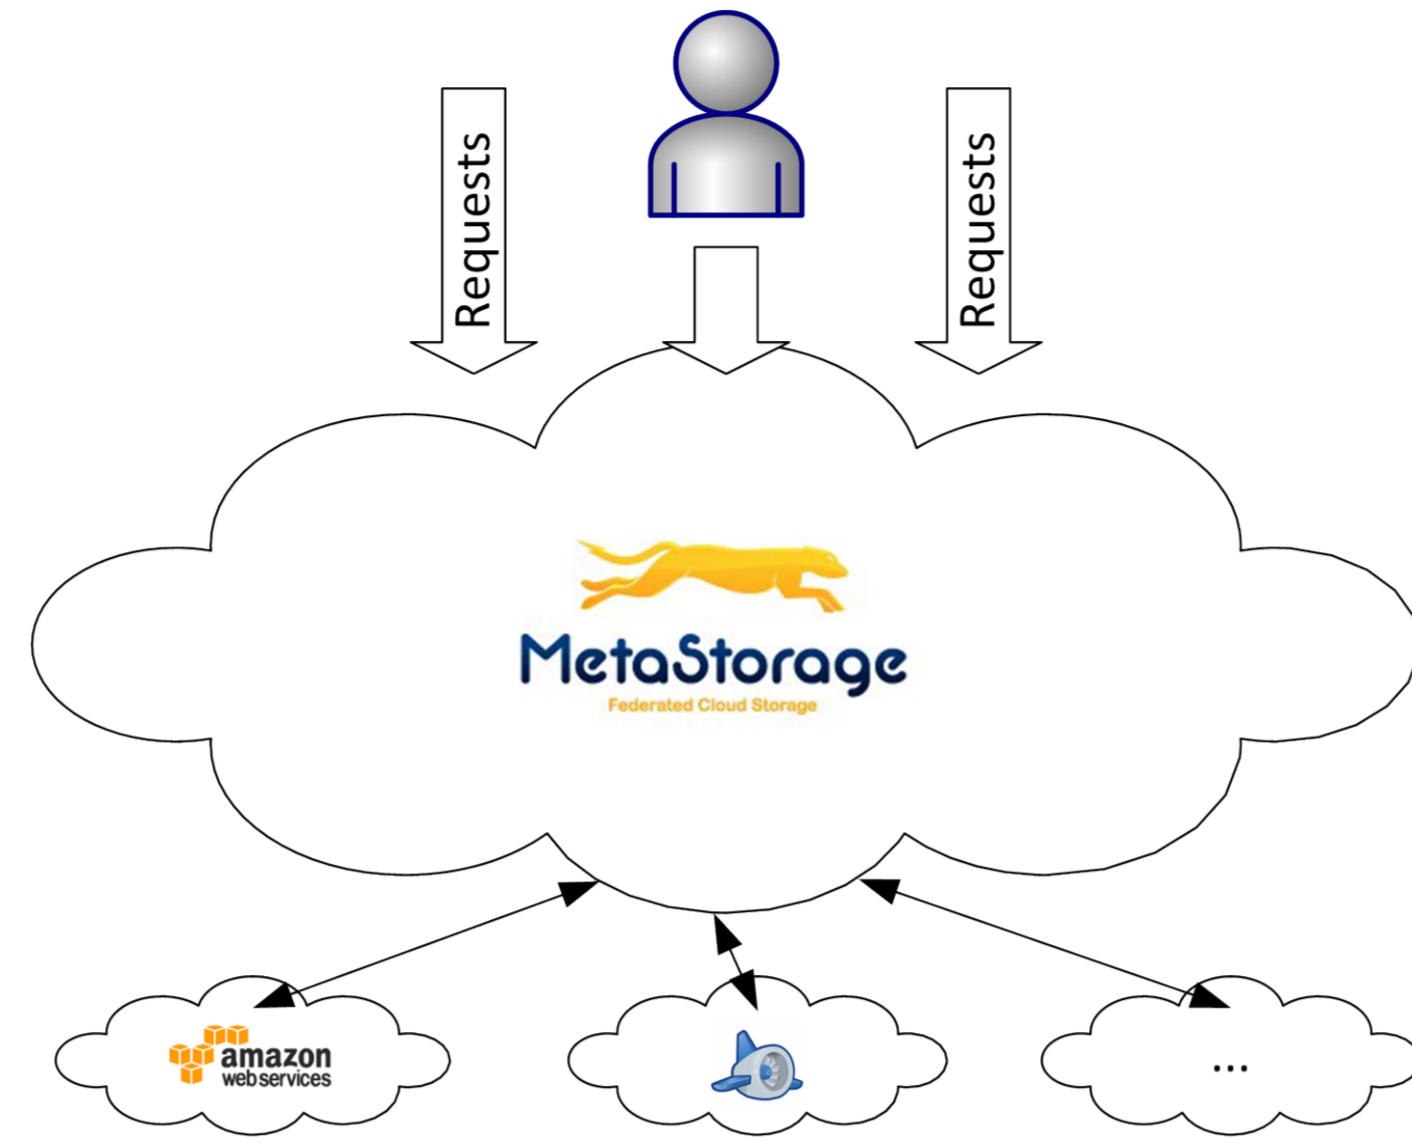 Requests
Requests
MetaStorage
Federated Cloud Storage
amazon
webservices
...